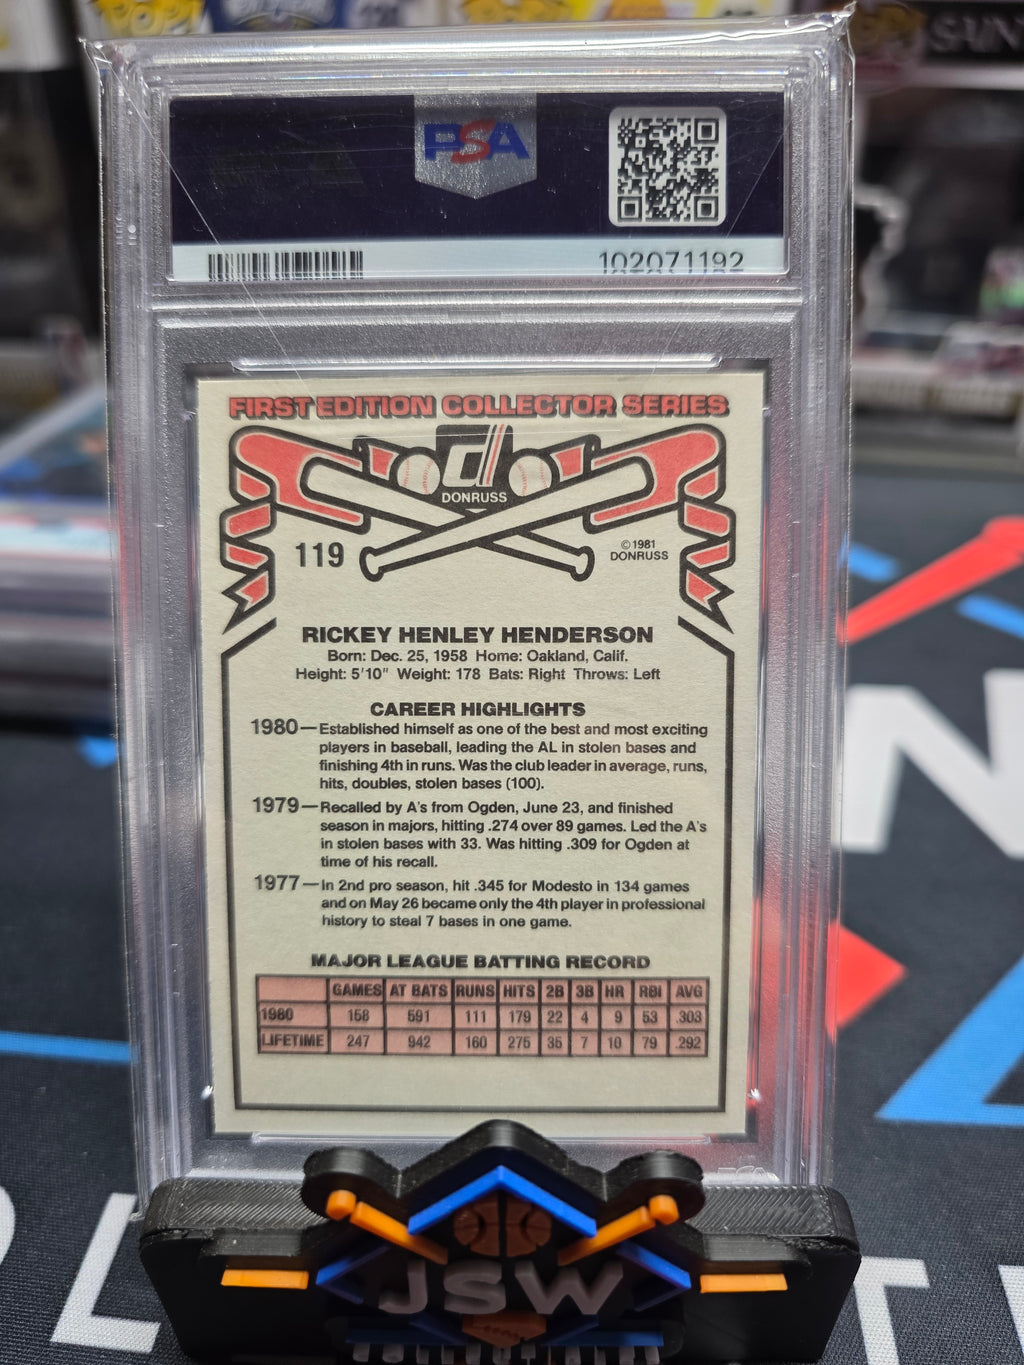 PSA
102071192
FIRST EDITION COLLECTOR SERIES
d
DONRUSS
119
©1981
DONRUSS
RICKEY HENLEY HENDERSON
Born: Dec. 25, 1958 Home: Oakland, Calif.
Height: 5'10" Weight: 178 Bats: Right Throws: Left
CAREER HIGHLIGHTS
1980—Established himself as one of the best and most exciting
players in baseball, leading the AL in stolen bases and
finishing 4th in runs. Was the club leader in average, runs,
hits, doubles, stolen bases (100).
1979—Recalled by A's from Ogden, June 23, and finished
season in majors, hitting .274 over 89 games. Led the A's
in stolen bases with 33. Was hitting .309 for Ogden at
time of his recall.
1977—In 2nd pro season, hit .345 for Modesto in 134 games
and on May 26 became only the 4th player in professional
history to steal 7 bases in one game.
MAJOR LEAGUE BATTING RECORD
GAMES AT BATS RUNS HITS 2B 3B HR RBI AVG
1980 158 591 111 179 22 4 9 53 .303
LIFETIME 247 942 160 275 35 7 10 79 .292
PSA
JSW